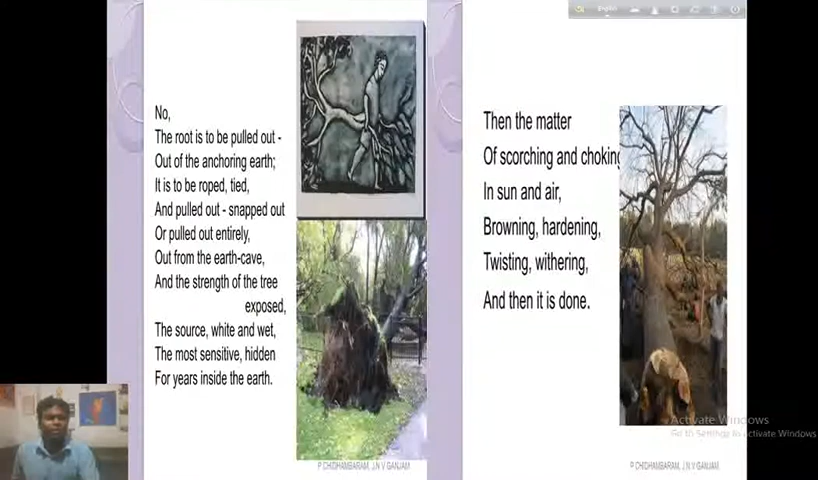 English
No,
The root is to be pulled out -
Out of the anchoring earth;
It is to be roped, tied,
And pulled out - snapped out
Or pulled out entirely,
Out from the earth-cave,
And the strength of the tree
exposed,
The source, white and wet,
The most sensitive, hidden
For years inside the earth.
P CHIDHAMBARAM, J.N V GANJAM
Then the matter
Of scorching and choking
In sun and air,
Browning, hardening,
Twisting, withering,
And then it is done.
P CHIDHAMBARAM, J.N V GANJAM
Activate Windows
Go to Settings to activate Windows